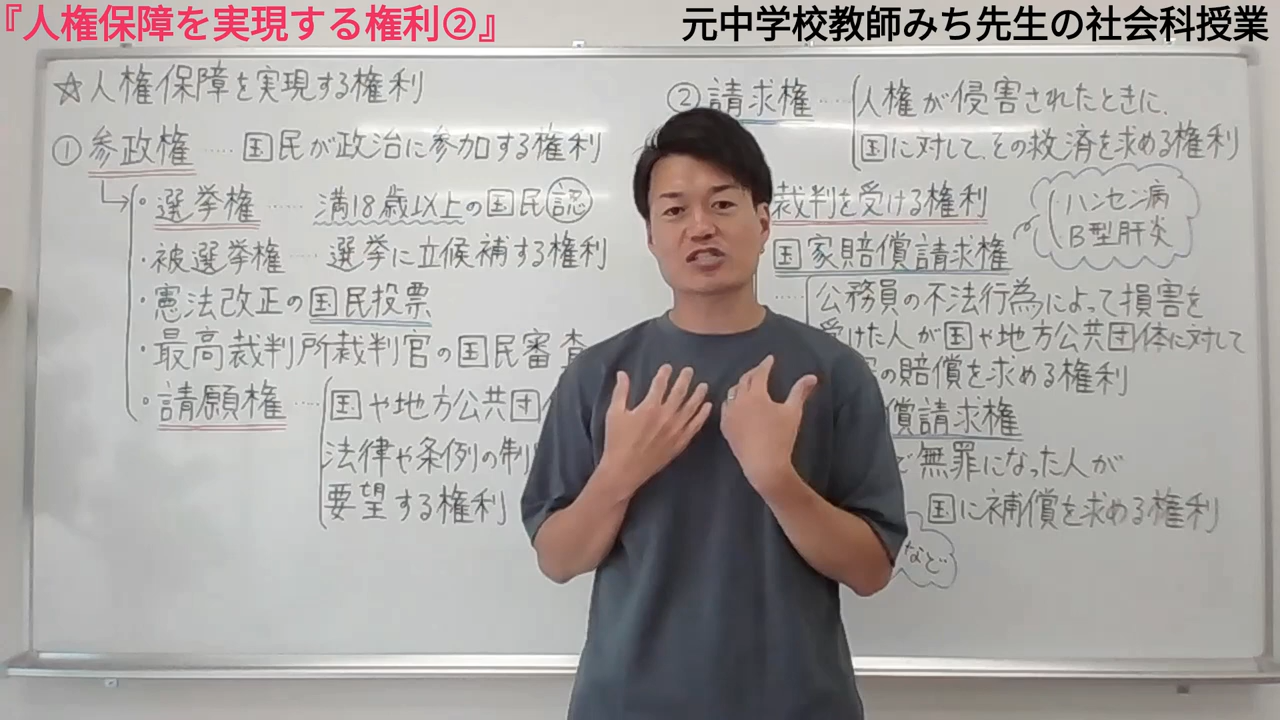 『人権保障を実現する権利②』
元中学校教師みち先生の社会科授業
☆人権保障を実現する権利
①参政権……国民が政治に参加する権利
・選挙権……満18歳以上の国民認
・被選挙権…選挙に立候補する権利
・憲法改正の国民投票
・最高裁判所裁判官の国民審査
・請願権……国や地方公共団
法律や条例の制
要望する権利
②請求権……人権が侵害されたときに、
国に対して、その救済を求める権利
裁判を受ける権利
ハンセン病
B型肝炎
国家賠償請求権
……公務員の不法行為によって損害を
受けた人が国や地方公共団体に対して
の賠償を求める権利
償請求権
で無罪になった人が
国に補償を求める権利
など